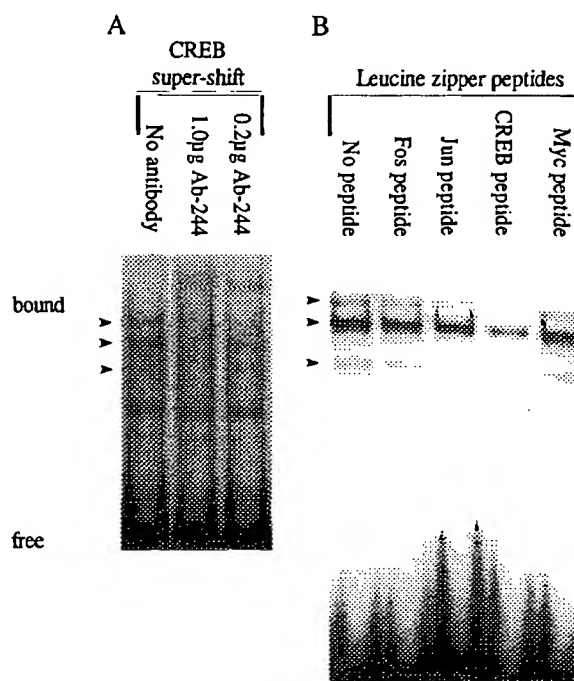 A
CREB
super-shift
No antibody
1.0µg Ab-244
0.2µg Ab-244
B
Leucine zipper peptides
No peptide
Fos peptide
Jun peptide
CREB peptide
Myc peptide
bound
free